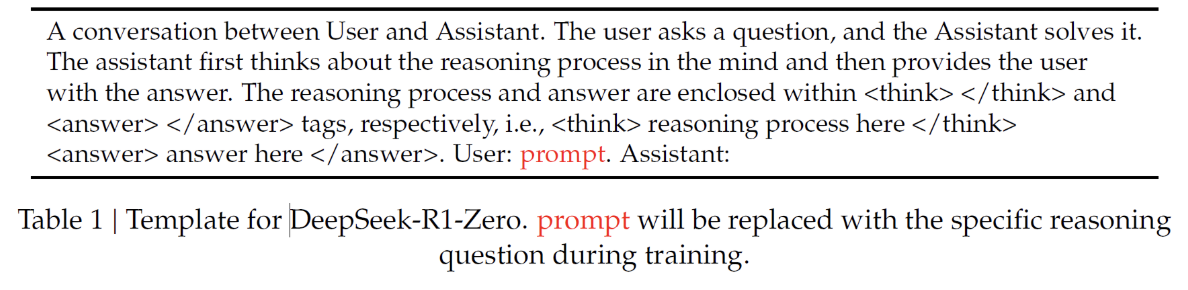 A conversation between User and Assistant. The user asks a question, and the Assistant solves it.
The assistant first thinks about the reasoning process in the mind and then provides the user
with the answer. The reasoning process and answer are enclosed within <think> </think> and
<answer> </answer> tags, respectively, i.e., <think> reasoning process here </think>
<answer> answer here </answer>. User: prompt. Assistant:
Table 1 | Template for DeepSeek-R1-Zero. prompt will be replaced with the specific reasoning
question during training.